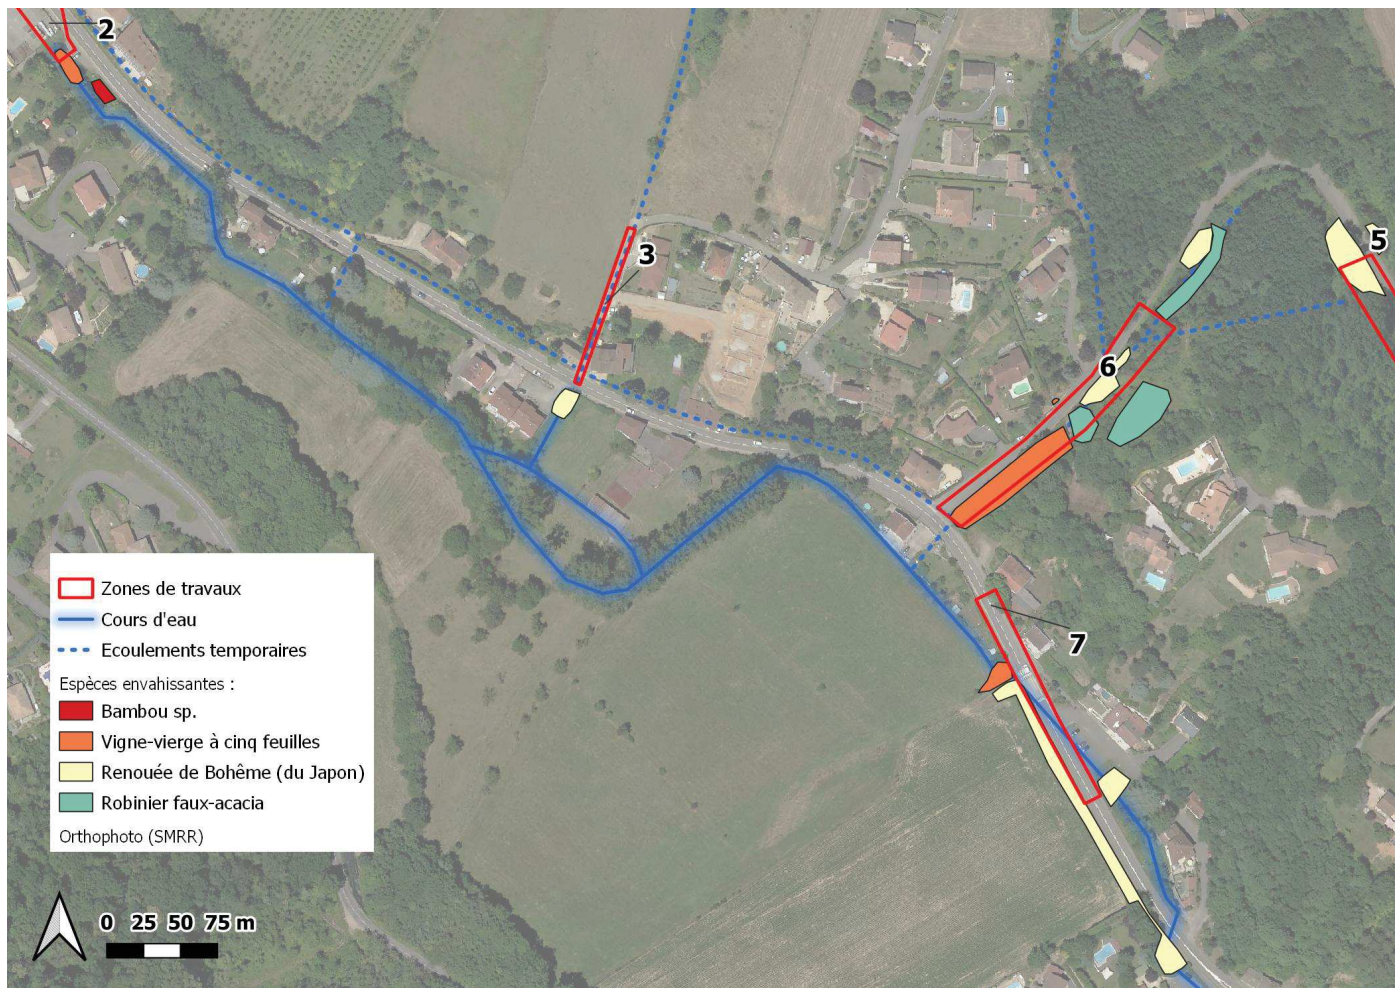 2
3
5
6
7
Zones de travaux
Cours d'eau
Ecoulements temporaires
Espèces envahissantes :
Bambou sp.
Vigne-vierge à cinq feuilles
Renouée de Bohême (du Japon)
Robinier faux-acacia
Orthophoto (SMRR)
0 25 50 75 m